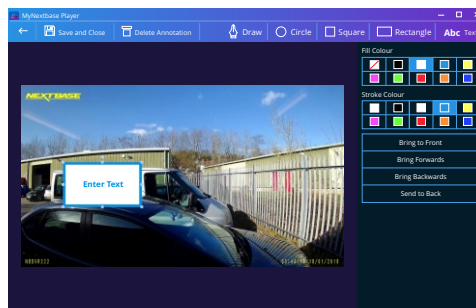 MyNextbase Player
Save and Close
Delete Annotation
Draw
Circle
Square
Rectangle
Abc
Fill Colour
Stroke Colour
Bring to Front
Bring Forwards
Bring Backwards
Send to Back
NEXTBASE
Enter Text